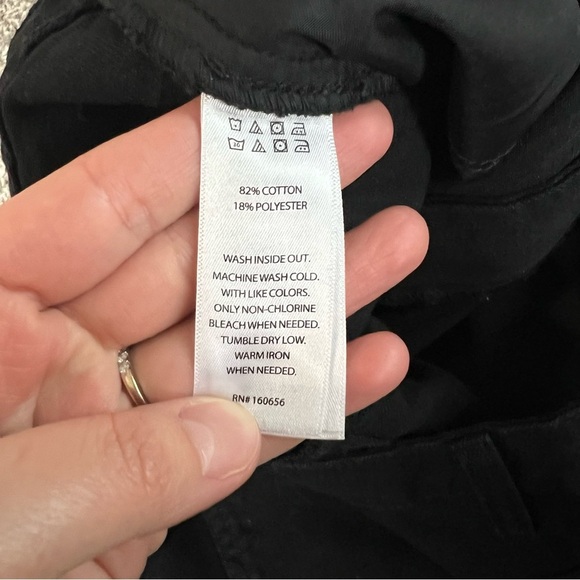 82% COTTON
18% POLYESTER
WASH INSIDE OUT.
MACHINE WASH COLD.
WITH LIKE COLORS.
ONLY NON-CHLORINE
BLEACH WHEN NEEDED.
TUMBLE DRY LOW.
WARM IRON
WHEN NEEDED.
RN# 160656